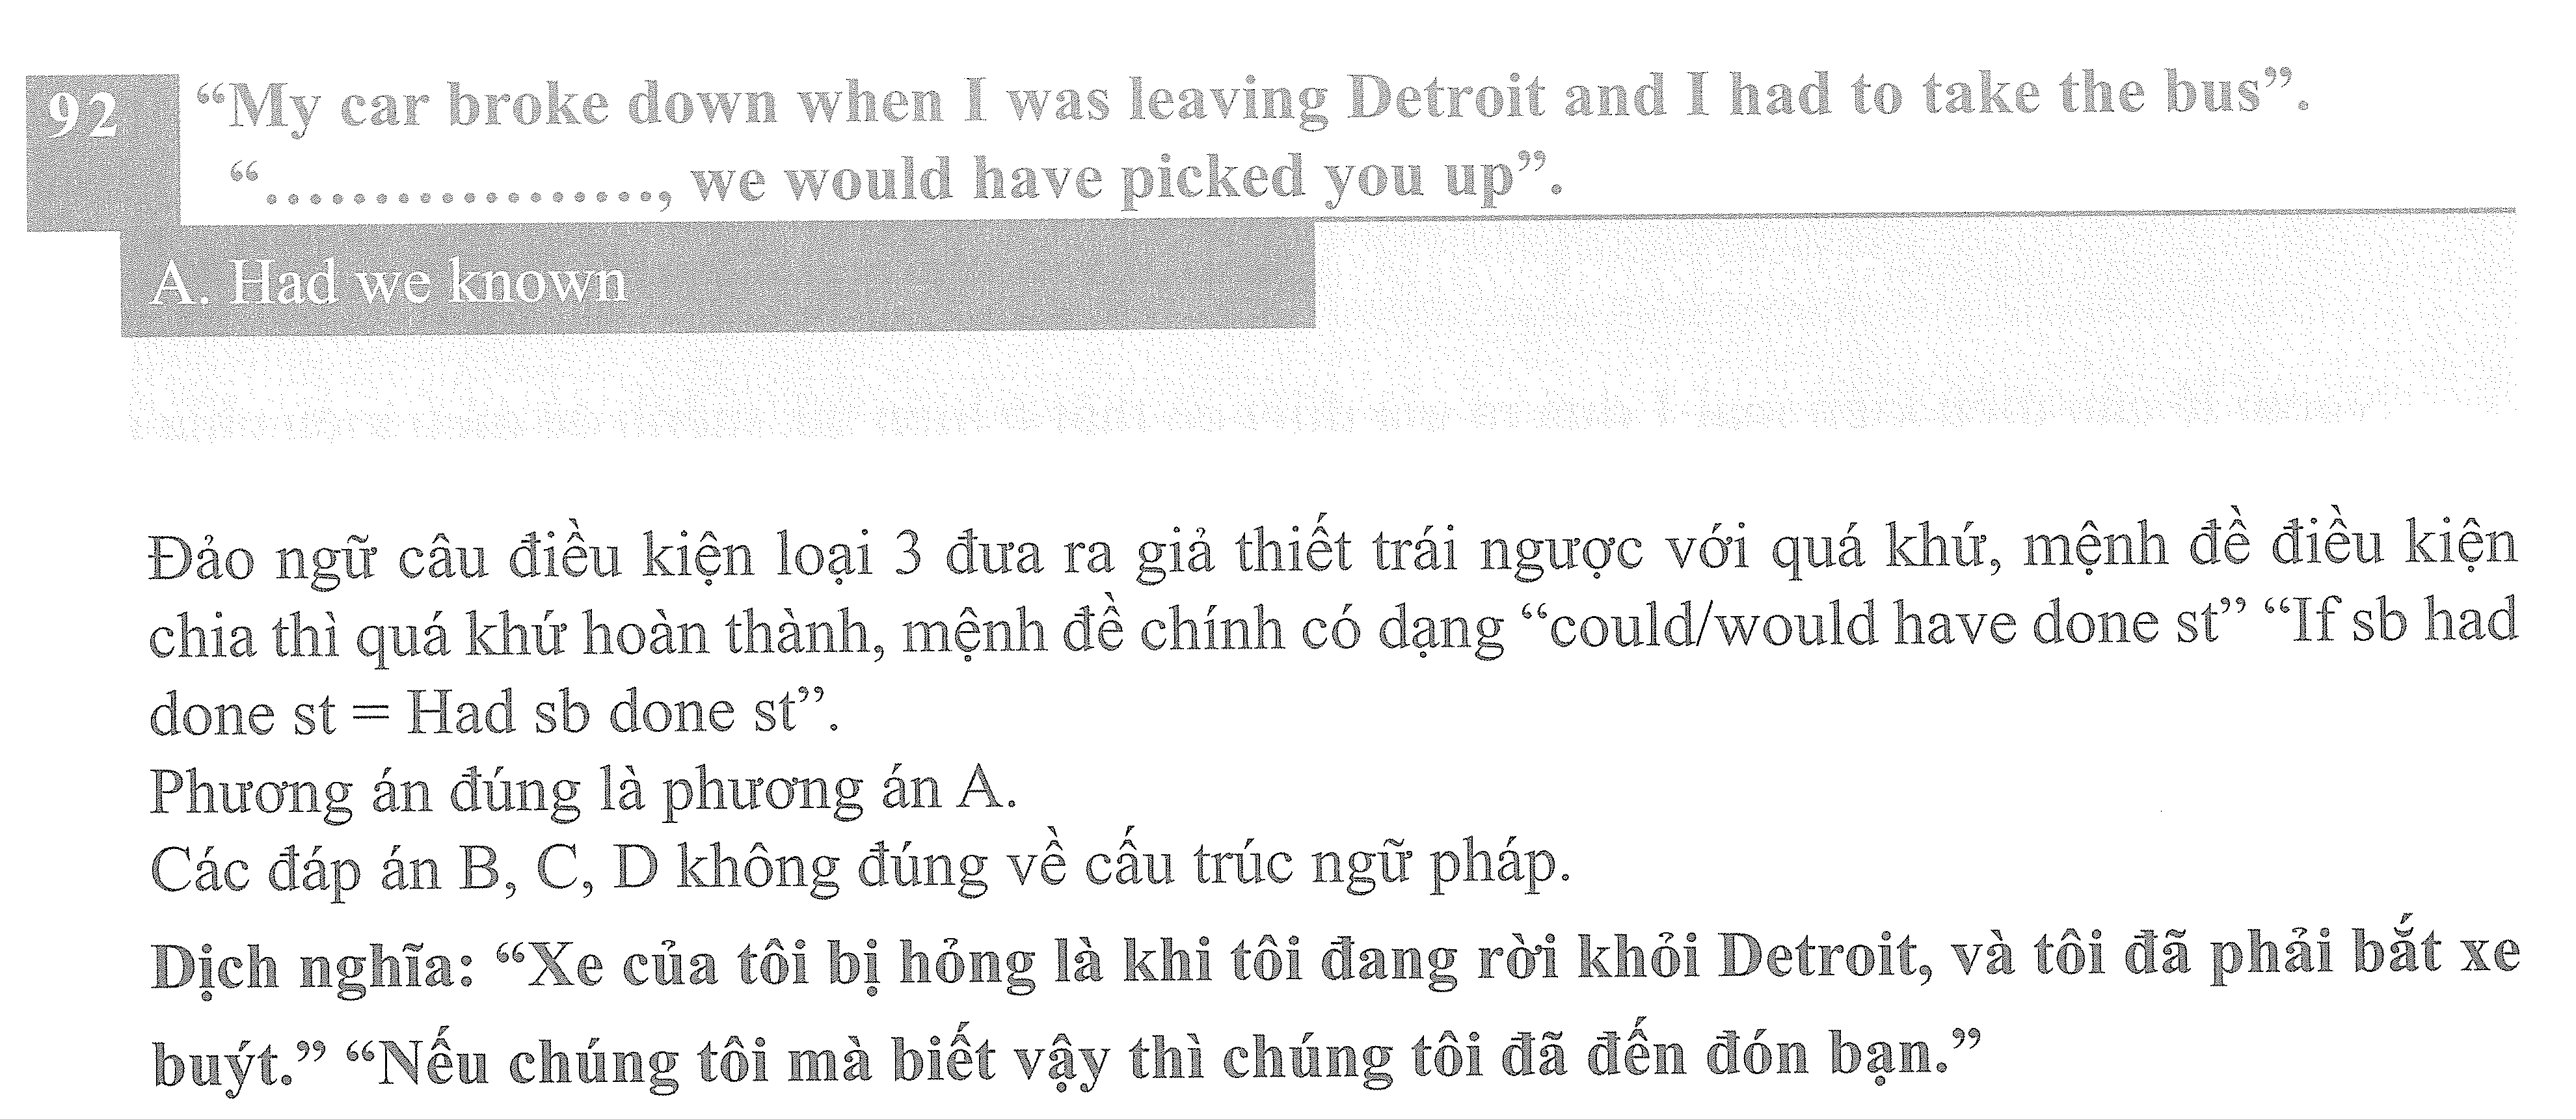 92 “My car broke down when I was leaving Detroit and I had to take the bus”.
“.................., we would have picked you up”.
A. Had we known
Đảo ngữ câu điều kiện loại 3 đưa ra giả thiết trái ngược với quá khứ, mệnh đề điều kiện
chia thì quá khứ hoàn thành, mệnh đề chính có dạng “could/would have done st” “If sb had
done st = Had sb done st”.
Phương án đúng là phương án A.
Các đáp án B, C, D không đúng về cấu trúc ngữ pháp.
Dịch nghĩa: “Xe của tôi bị hỏng là khi tôi đang rời khỏi Detroit, và tôi đã phải bắt xe
buýt.” “Nếu chúng tôi mà biết vậy thì chúng tôi đã đến đón bạn.”